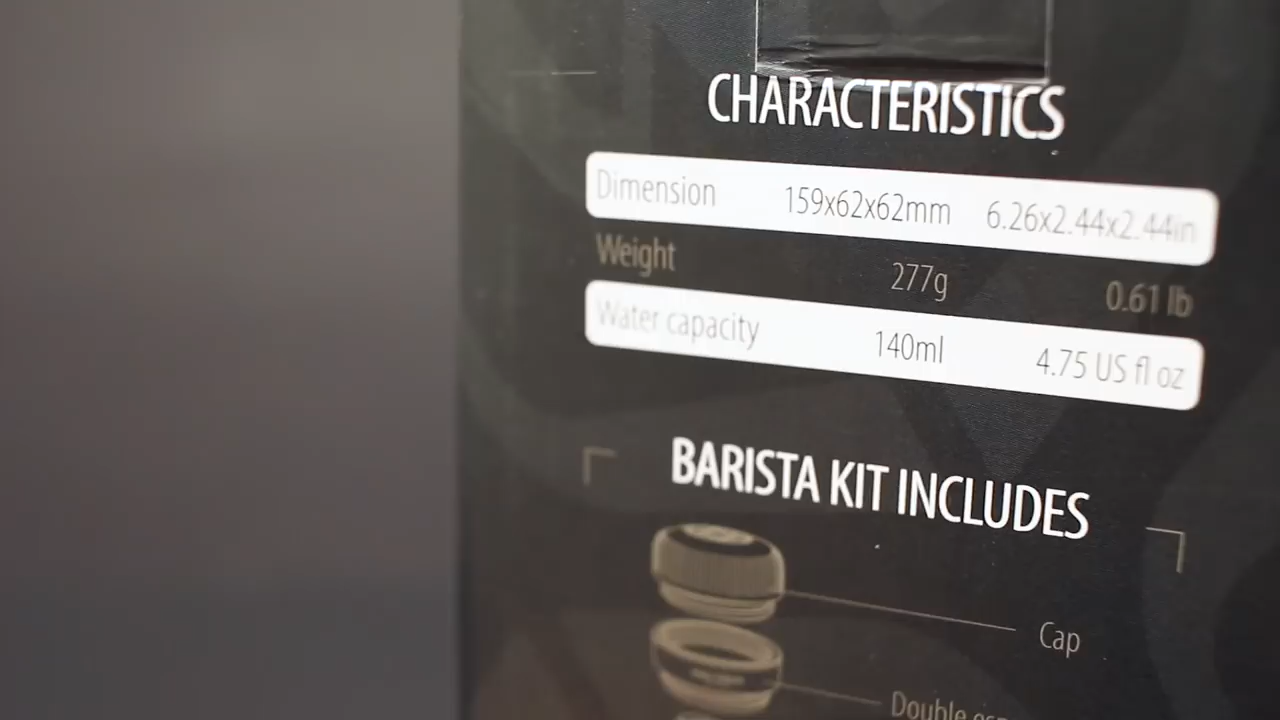 CHARACTERISTICS
Dimension 159x62x62mm 6.26x2.44x2.44in
Weight 277g 0.61 lb
Water capacity 140ml 4.75 US fl oz
BARISTA KIT INCLUDES
Cap
Double